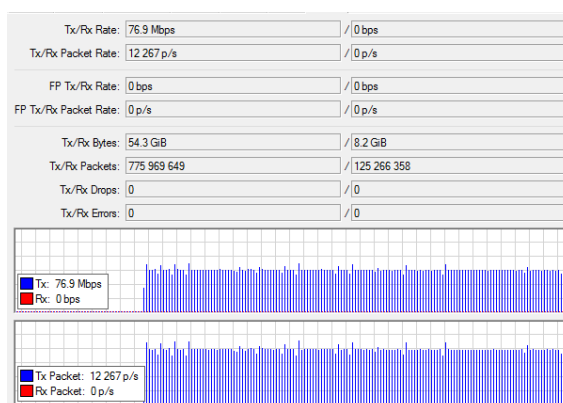 Tx/Rx Rate: 76.9 Mbps / 0 bps
Tx/Rx Packet Rate: 12 267 p/s / 0 p/s
FP Tx/Rx Rate: 0 bps / 0 bps
FP Tx/Rx Packet Rate: 0 p/s / 0 p/s
Tx/Rx Bytes: 54.3 GiB / 8.2 GiB
Tx/Rx Packets: 775 969 649 / 125 266 358
Tx/Rx Drops: 0 / 0
Tx/Rx Errors: 0 / 0
Tx: 76.9 Mbps
Rx: 0 bps
Tx Packet: 12 267 p/s
Rx Packet: 0 p/s